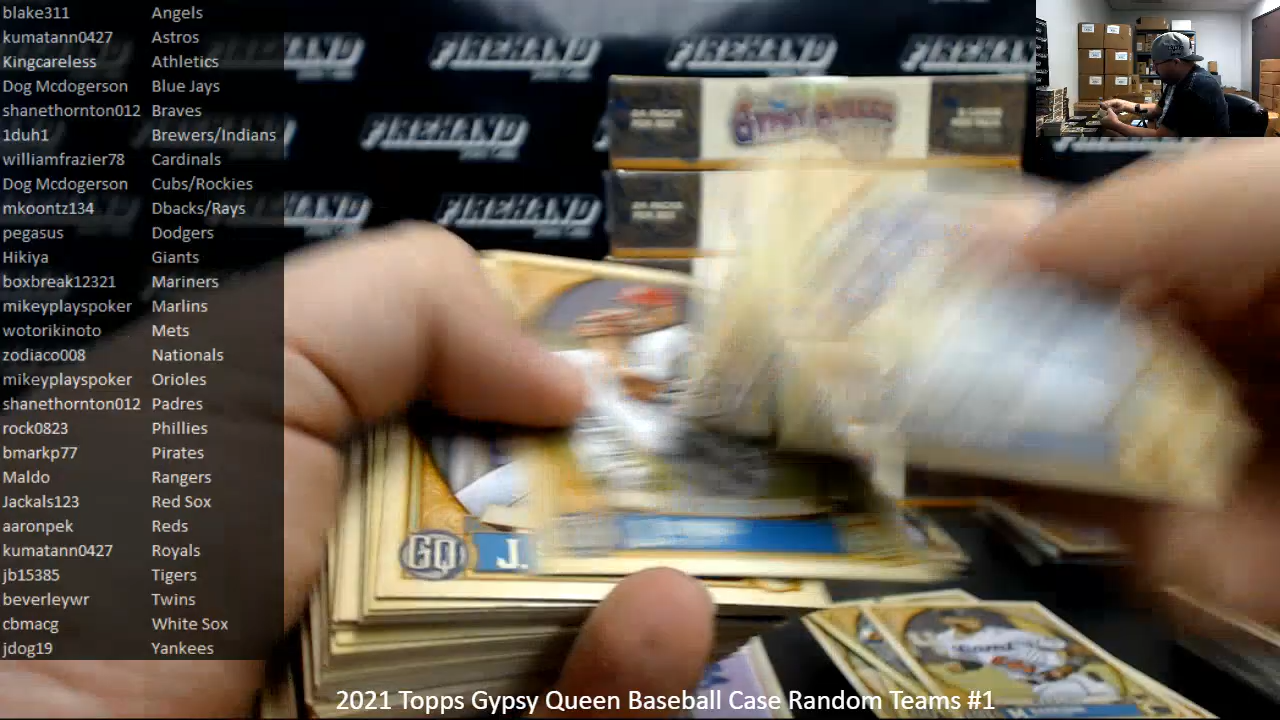 blake311 Angels
kumatann0427 Astros
Kingcareless Athletics
Dog Mcdogerson Blue Jays
shanethornton012 Braves
1duh1 Brewers/Indians
williamfrazier78 Cardinals
Dog Mcdogerson Cubs/Rockies
mkoontz134 Dbacks/Rays
pegasus Dodgers
Hikiya Giants
boxbreak12321 Mariners
mikeyplayspoker Marlins
wotorikinoto Mets
zodiaco008 Nationals
mikeyplayspoker Orioles
shanethornton012 Padres
rock0823 Phillies
bmarkp77 Pirates
Maldo Rangers
Jackals123 Red Sox
aaronpek Reds
kumatann0427 Royals
jb15385 Tigers
beverleywr Twins
cbmacg White Sox
jdog19 Yankees
FIREHAND
FIREHAND
FIREHAND
FIREHAND
FIREHAND
FIREHAND
GYPSY QUEEN
GQ J.
2021 Topps Gypsy Queen Baseball Case Random Teams #1